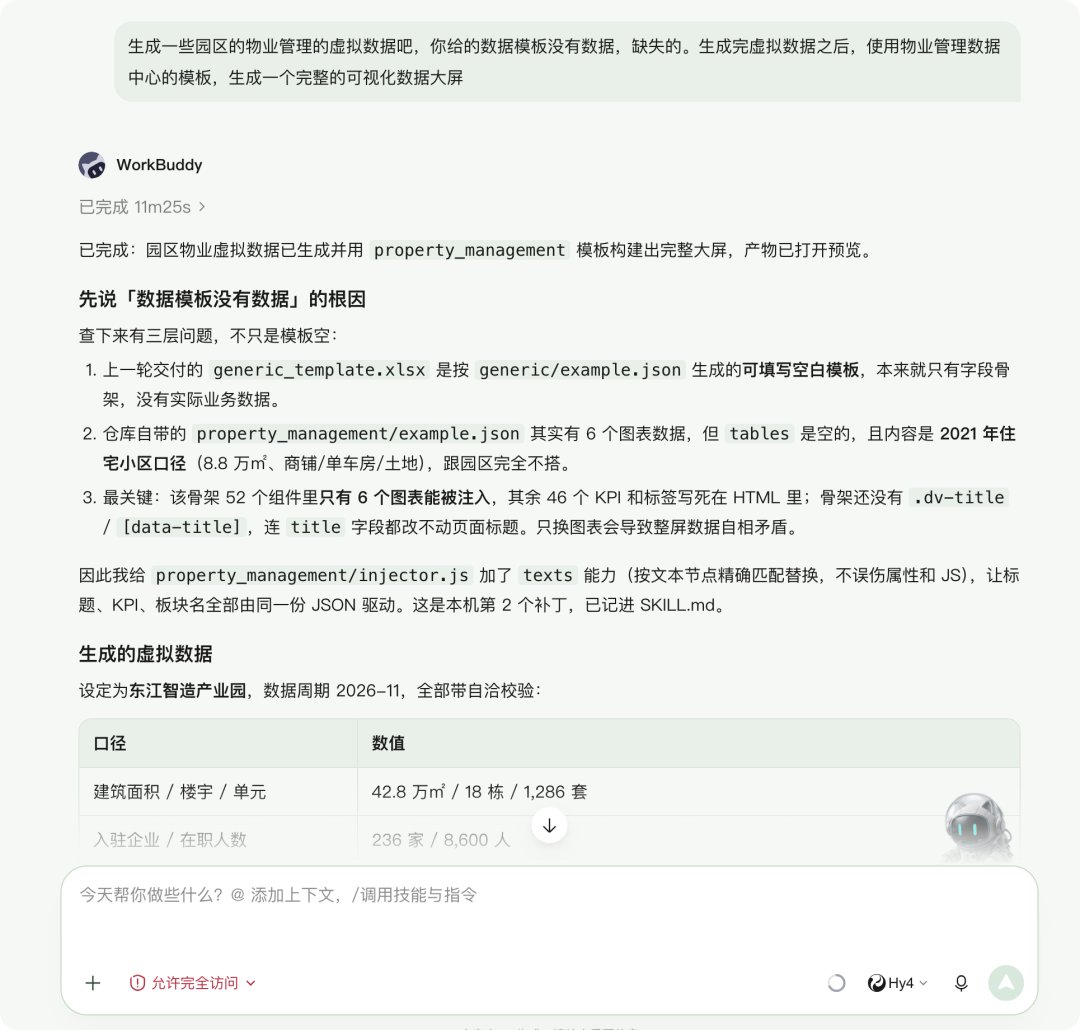 生成一些园区的物业管理的虚拟数据吧，你给的数据模板没有数据，缺失的。生成完虚拟数据之后，使用物业管理数据
中心的模板，生成一个完整的可视化数据大屏
WorkBuddy
已完成 11m25s >
已完成：园区物业虚拟数据已生成并用 property_management 模板构建出完整大屏，产物已打开预览。
先说「数据模板没有数据」的根因
查下来有三层问题，不只是模板空：
1. 上一轮交付的 generic_template.xlsx 是按 generic/example.json 生成的可填写空白模板，本来就只有字段骨
架，没有实际业务数据。
2. 仓库自带的 property_management/example.json 其实有 6 个图表数据，但 tables 是空的，且内容是 2021 年住
宅小区口径（8.8 万㎡、商铺/单车房/土地），跟园区完全不搭。
3. 最关键：该骨架 52 个组件里只有 6 个图表能被注入，其余 46 个 KPI 和标签写死在 HTML 里；骨架还没有 .dv-title
/ [data-title]，连 title 字段都改不动页面标题。只换图表会导致整屏数据自相矛盾。
因此我给 property_management/injector.js 加了 texts 能力（按文本节点精确匹配替换，不误伤属性和 JS），让标
题、KPI、板块名全部由同一份 JSON 驱动。这是本机第 2 个补丁，已记进 SKILL.md。
生成的虚拟数据
设定为东江智造产业园，数据周期 2026-11，全部带自洽校验：
口径 数值
建筑面积 / 楼宇 / 单元 42.8 万㎡ / 18 栋 / 1,286 套
入驻企业 / 在职人数 236 家 / 8,600 人
今天帮你做些什么？@ 添加上下文，/调用技能与指令
允许完全访问
Hy4